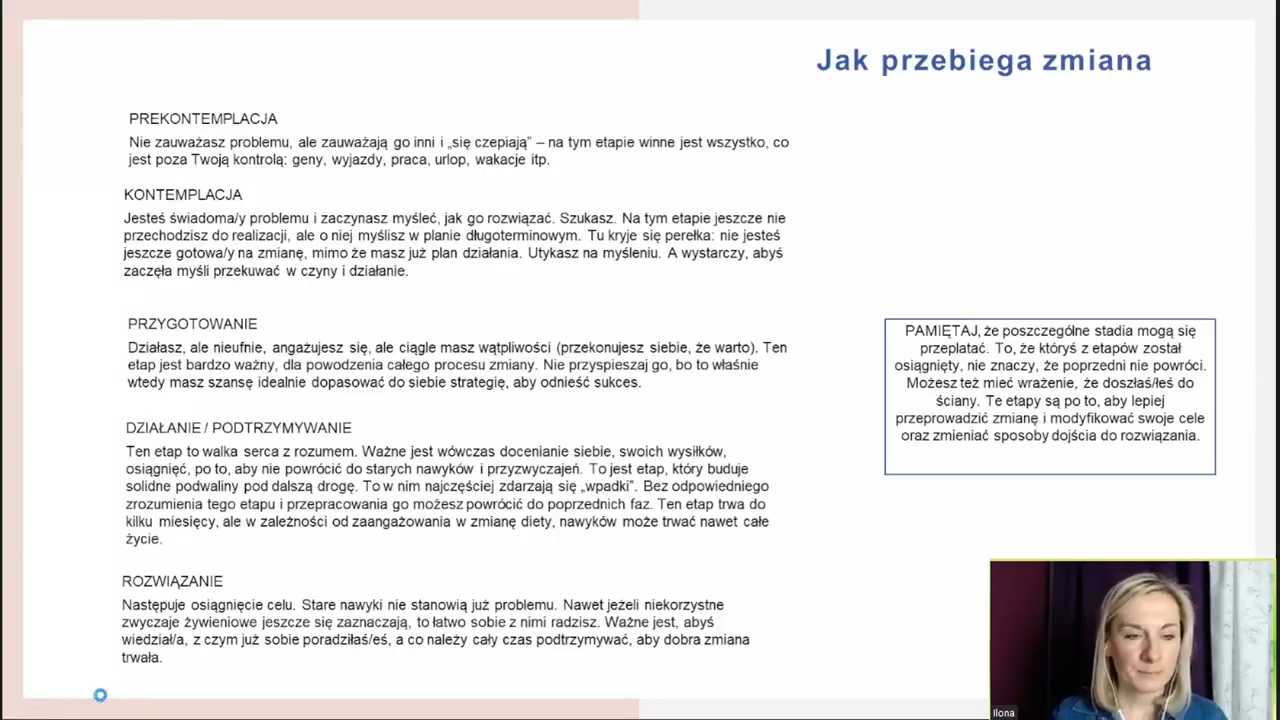 Jak przebiega zmiana
PREKONTEMPLACJA
Nie zauważasz problemu, ale zauważają go inni i „się czepiają” – na tym etapie winne jest wszystko, co
jest poza Twoją kontrolą: geny, wyjazdy, praca, urlop, wakacje itp.
KONTEMPLACJA
Jesteś świadoma/y problemu i zaczynasz myśleć, jak go rozwiązać. Szukasz. Na tym etapie jeszcze nie
przechodzisz do realizacji, ale o niej myślisz w planie długoterminowym. Tu kryje się perełka: nie jesteś
jeszcze gotowa/y na zmianę, mimo że masz już plan działania. Utykasz na myśleniu. A wystarczy, abyś
zaczęła myśli przekuwać w czyny i działanie.
PRZYGOTOWANIE
Działasz, ale nieufnie, angażujesz się, ale ciągle masz wątpliwości (przekonujesz siebie, że warto). Ten
etap jest bardzo ważny, dla powodzenia całego procesu zmiany. Nie przyspieszaj go, bo to właśnie
wtedy masz szansę idealnie dopasować do siebie strategię, aby odnieść sukces.
DZIAŁANIE / PODTRZYMYWANIE
Ten etap to walka serca z rozumem. Ważne jest wówczas docenianie siebie, swoich wysiłków,
osiągnięć, po to, aby nie powrócić do starych nawyków i przyzwyczajeń. To jest etap, który buduje
solidne podwaliny pod dalszą drogę. To w nim najczęściej zdarzają się „wpadki”. Bez odpowiedniego
zrozumienia tego etapu i przepracowania go możesz powrócić do poprzednich faz. Ten etap trwa do
kilku miesięcy, ale w zależności od zaangażowania w zmianę diety, nawyków może trwać nawet całe
życie.
ROZWIĄZANIE
Następuje osiągnięcie celu. Stare nawyki nie stanowią już problemu. Nawet jeżeli niekorzystne
zwyczaje żywieniowe jeszcze się zaznaczają, to łatwo sobie z nimi radzisz. Ważne jest, abyś
wiedział/a, z czym już sobie poradziłaś/eś, a co należy cały czas podtrzymywać, aby dobra zmiana
trwała.
PAMIĘTAJ, że poszczególne stadia mogą się
przeplatać. To, że któryś z etapów został
osiągnięty, nie znaczy, że poprzedni nie powróci.
Możesz też mieć wrażenie, że doszłaś/łeś do
ściany. Te etapy są po to, aby lepiej
przeprowadzić zmianę i modyfikować swoje cele
oraz zmieniać sposoby dojścia do rozwiązania.
Ilona